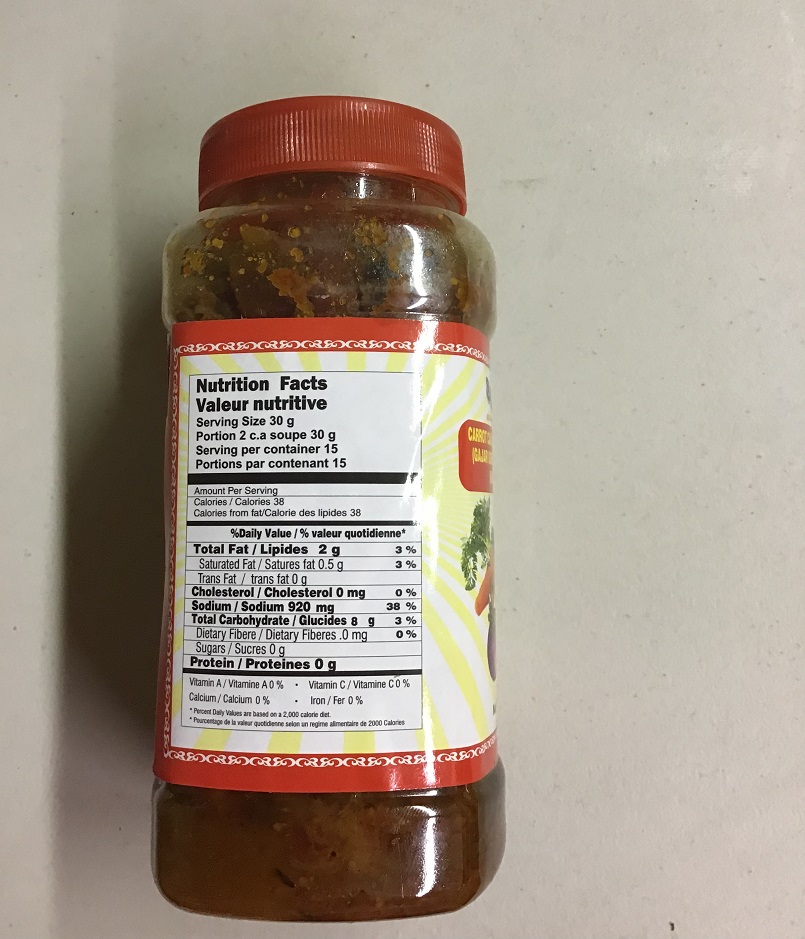 Nutrition Facts
Valeur nutritive
Serving Size 30 g
Portion 2 c.a soupe 30 g
Serving per container 15
Portions par contenant 15
Amount Per Serving
Calories / Calories 38
Calories from fat/Calorie des lipides 38
%Daily Value / % valeur quotidienne*
Total Fat / Lipides 2 g 3 %
Saturated Fat / Satures fat 0.5 g 3 %
Trans Fat / trans fat 0 g
Cholesterol / Cholesterol 0 mg 0 %
Sodium / Sodium 920 mg 38 %
Total Carbohydrate / Glucides 8 g 3 %
Dietary Fibere / Dietary Fiberes .0 mg 0 %
Sugars / Sucres 0 g
Protein / Proteines 0 g
Vitamin A / Vitamine A 0 % • Vitamin C / Vitamine C 0 %
Calcium / Calcium 0 % • Iron / Fer 0 %
* Percent Daily Values are based on a 2,000 calorie diet.
* Pourcentage de la valeur quotidienne selon un regime alimentaire de 2000 Calories
CARROT